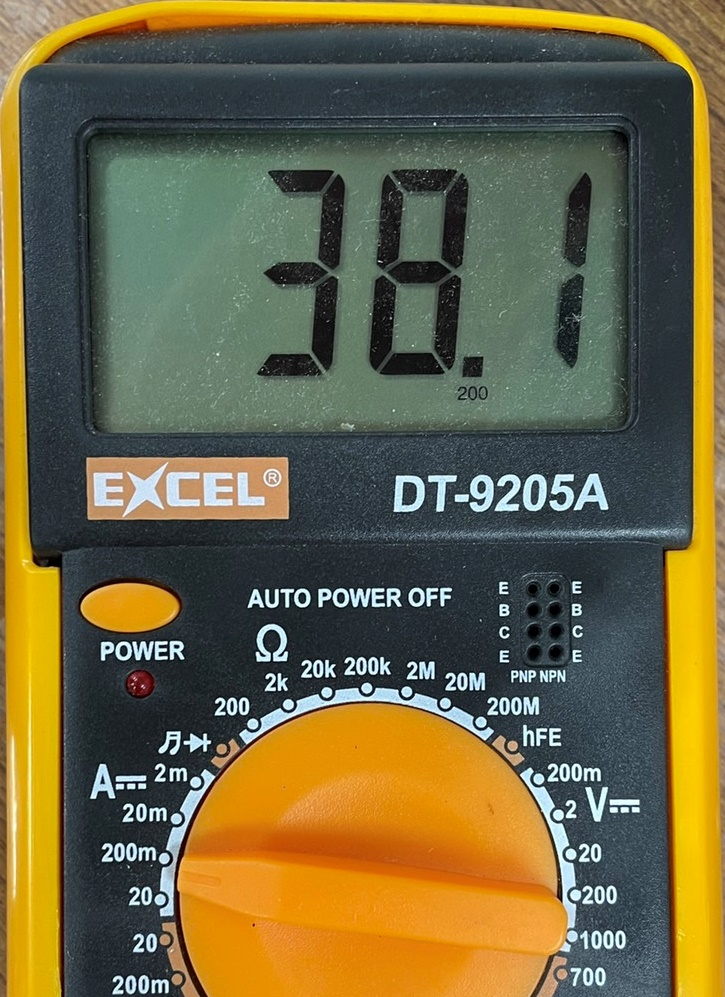 38.1
200
EXCEL®
DT-9205A
AUTO POWER OFF
POWER
E E
B B
C C
E E
PNP NPN
Ω
200 2k 20k 200k 2M 20M 200M
hFE
A 2m
20m
200m
20
20
200m
200m V
2
20
200
1000
700